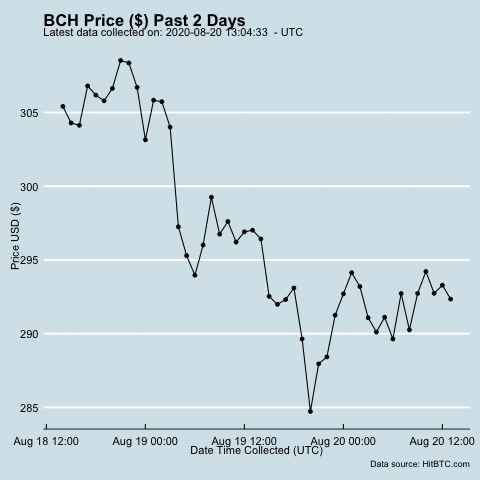 BCH Price ($) Past 2 Days
Latest data collected on: 2020-08-20 13:04:33  - UTC
305
300
295
290
285
Price USD ($)
Aug 18 12:00 Aug 19 00:00 Aug 19 12:00 Aug 20 00:00 Aug 20 12:00
Date Time Collected (UTC)
Data source: HitBTC.com